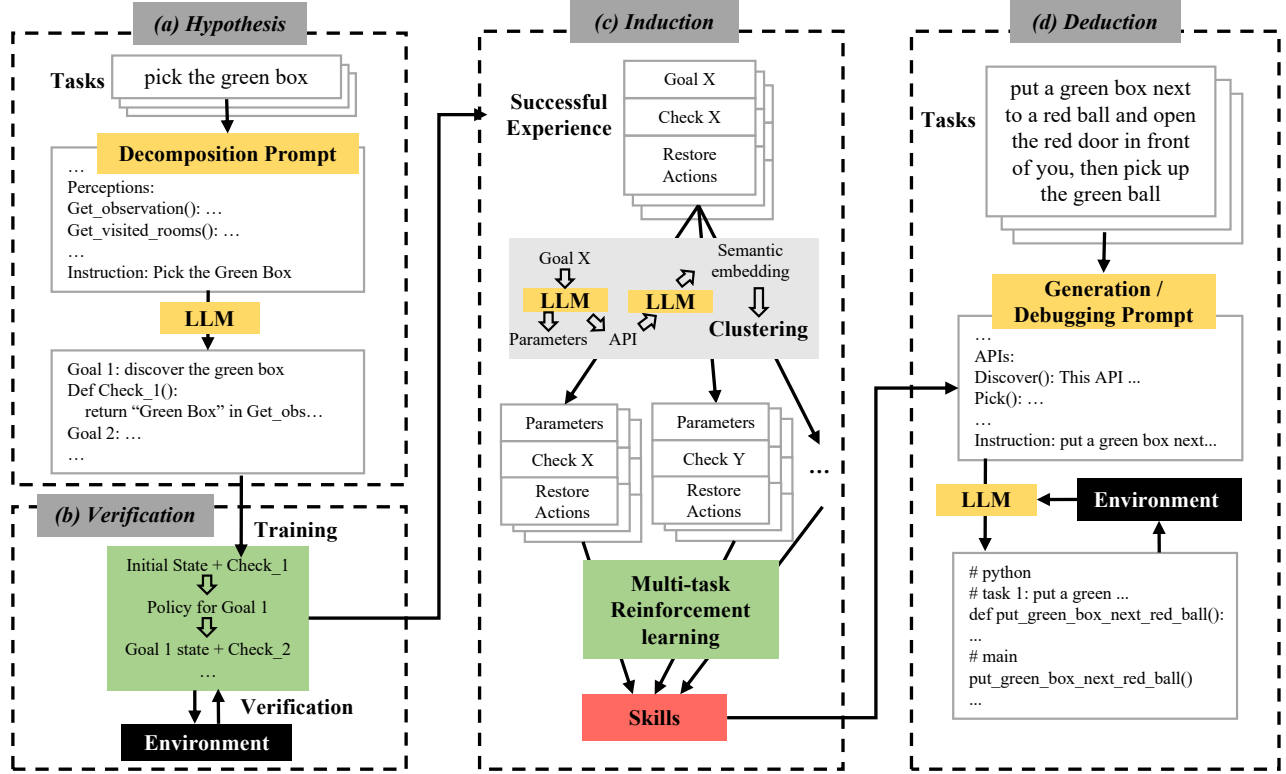 (a) Hypothesis
Tasks
pick the green box
Decomposition Prompt
…
Perceptions:
Get_observation(): …
Get_visited_rooms(): …
…
Instruction: Pick the Green Box
LLM
Goal 1: discover the green box
Def Check_1():
return “Green Box” in Get_obs…
Goal 2: …
…
(b) Verification
Training
Initial State + Check_1
Policy for Goal 1
Goal 1 state + Check_2
…
Verification
Environment
(c) Induction
Successful
Experience
Goal X
Check X
Restore
Actions
Goal X
LLM
Parameters
API
LLM
Semantic
embedding
Clustering
Parameters
Check X
Restore
Actions
Parameters
Check Y
Restore
Actions
...
Multi-task
Reinforcement
learning
Skills
(d) Deduction
Tasks
put a green box next
to a red ball and open
the red door in front
of you, then pick up
the green ball
Generation /
Debugging Prompt
…
APIs:
Discover(): This API ...
Pick(): …
…
Instruction: put a green box next...
LLM
Environment
# python
# task 1: put a green ...
def put_green_box_next_red_ball():
...
# main
put_green_box_next_red_ball()
...